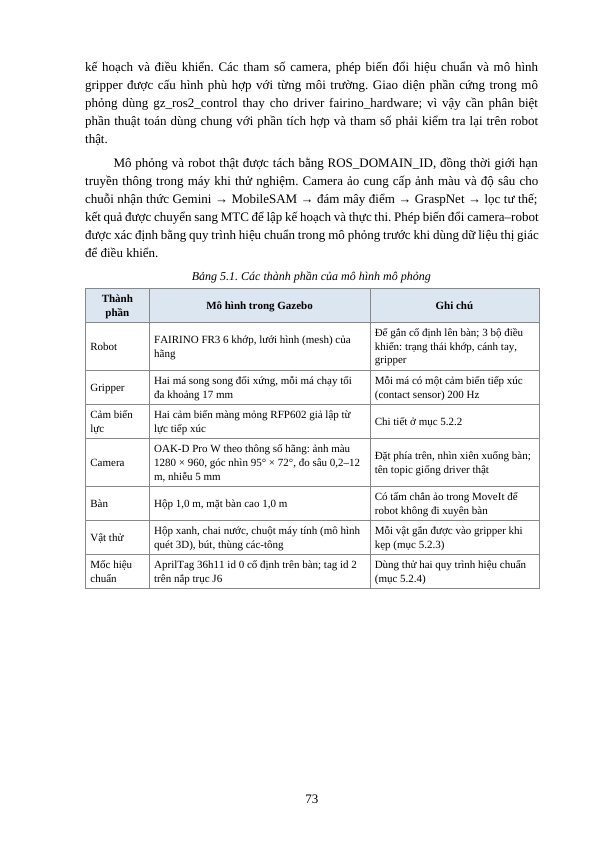 kế hoạch và điều khiển. Các tham số camera, phép biến đổi hiệu chuẩn và mô hình
gripper được cấu hình phù hợp với từng môi trường. Giao diện phần cứng trong mô
phỏng dùng gz_ros2_control thay cho driver fairino_hardware; vì vậy cần phân biệt
phần thuật toán dùng chung với phần tích hợp và tham số phải kiểm tra lại trên robot
thật.
Mô phỏng và robot thật được tách bằng ROS_DOMAIN_ID, đồng thời giới hạn
truyền thông trong máy khi thử nghiệm. Camera ảo cung cấp ảnh màu và độ sâu cho
chuỗi nhận thức Gemini → MobileSAM → đám mây điểm → GraspNet → lọc tư thế;
kết quả được chuyển sang MTC để lập kế hoạch và thực thi. Phép biến đổi camera–robot
được xác định bằng quy trình hiệu chuẩn trong mô phỏng trước khi dùng dữ liệu thị giác
để điều khiển.
Bảng 5.1. Các thành phần của mô hình mô phỏng
Thành
phần
Mô hình trong Gazebo
Ghi chú
Robot
FAIRINO FR3 6 khớp, lưới hình (mesh) của
hãng
Đế gắn cố định lên bàn; 3 bộ điều
khiển: trạng thái khớp, cánh tay,
gripper
Gripper
Hai má song song đối xứng, mỗi má chạy tối
đa khoảng 17 mm
Mỗi má có một cảm biến tiếp xúc
(contact sensor) 200 Hz
Cảm biến
lực
Hai cảm biến màng mỏng RFP602 giả lập từ
lực tiếp xúc
Chi tiết ở mục 5.2.2
Camera
OAK-D Pro W theo thông số hãng: ảnh màu
1280 × 960, góc nhìn 95° × 72°, đo sâu 0,2–12
m, nhiễu 5 mm
Đặt phía trên, nhìn xiên xuống bàn;
tên topic giống driver thật
Bàn
Hộp 1,0 m, mặt bàn cao 1,0 m
Có tấm chắn ảo trong MoveIt để
robot không đi xuyên bàn
Vật thử
Hộp xanh, chai nước, chuột máy tính (mô hình
quét 3D), bút, thùng các-tông
Mỗi vật gắn được vào gripper khi
kẹp (mục 5.2.3)
Mốc hiệu
chuẩn
AprilTag 36h11 id 0 cố định trên bàn; tag id 2
trên nắp trục J6
Dùng thử hai quy trình hiệu chuẩn
(mục 5.2.4)
73